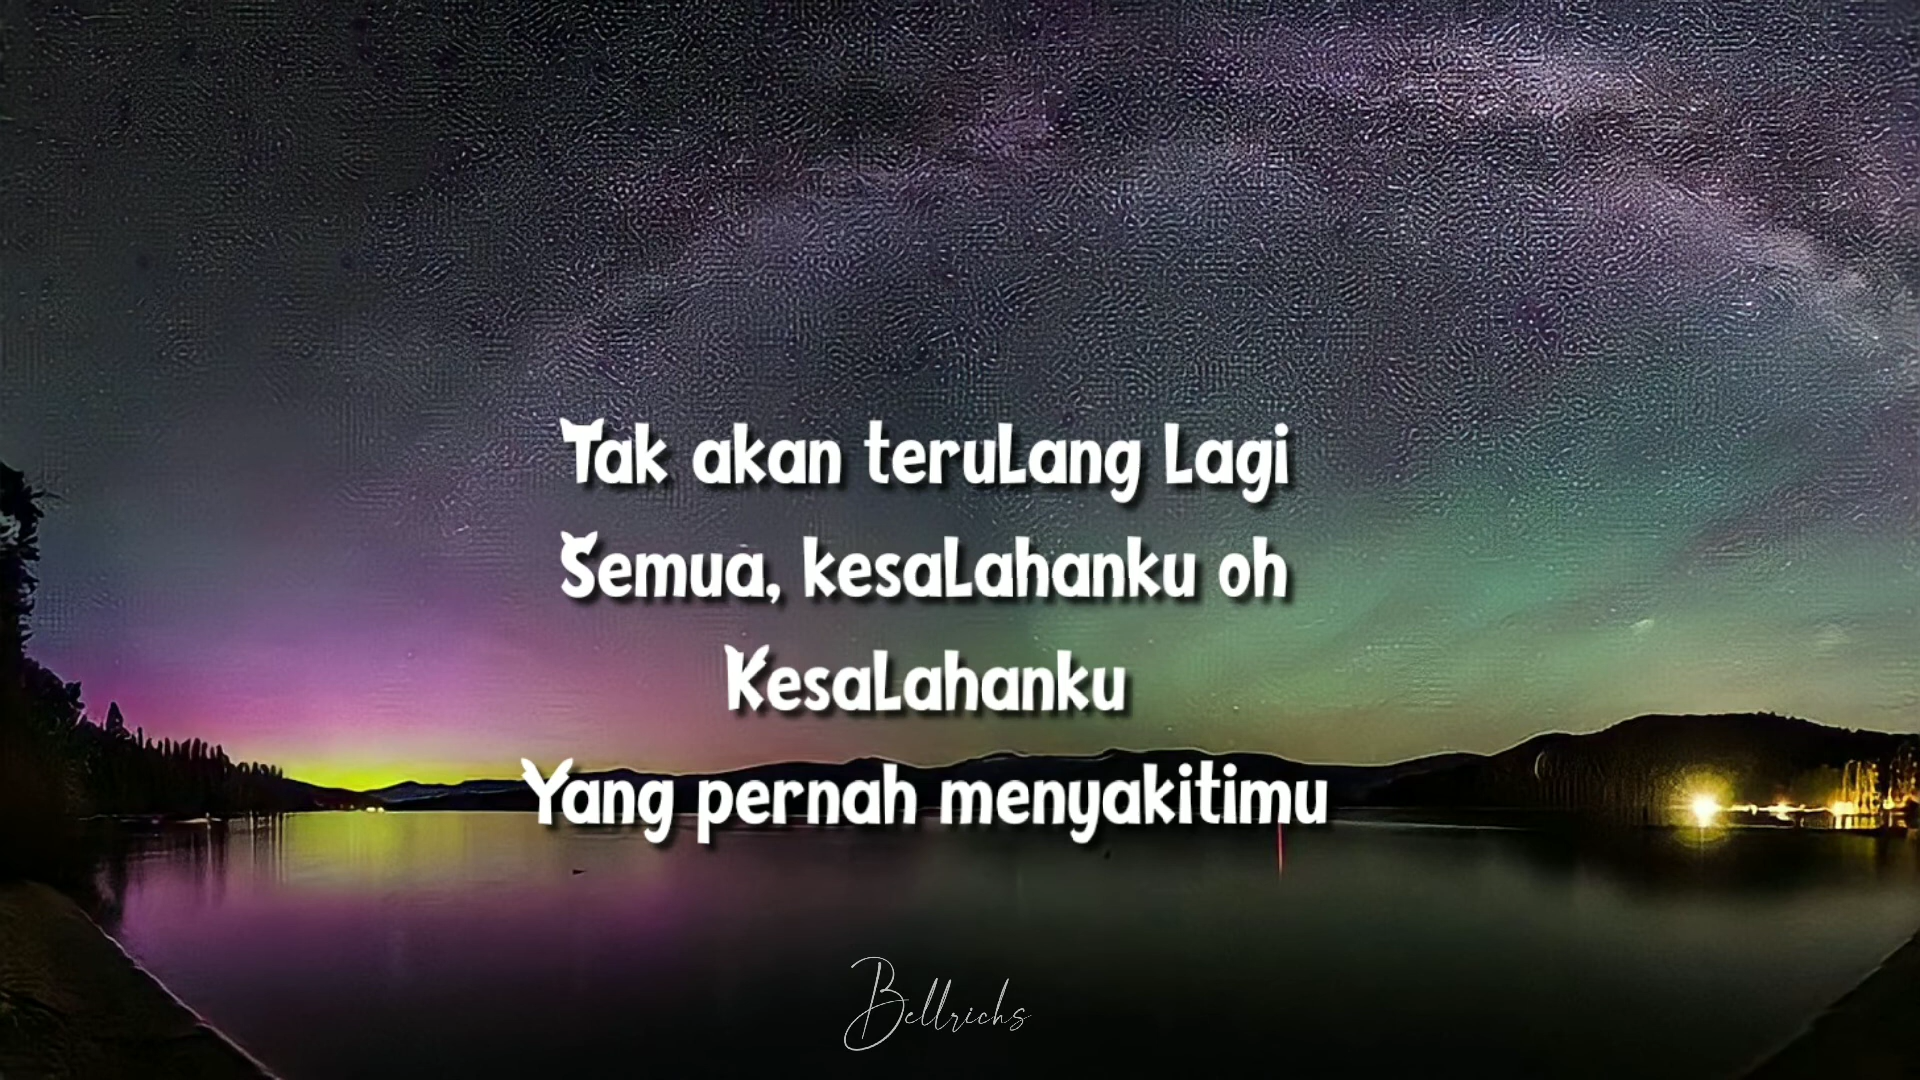 Tak akan terulang lagi
Semua, kesalahanku oh
Kesalahanku
Yang pernah menyakitimu
Bellrichs